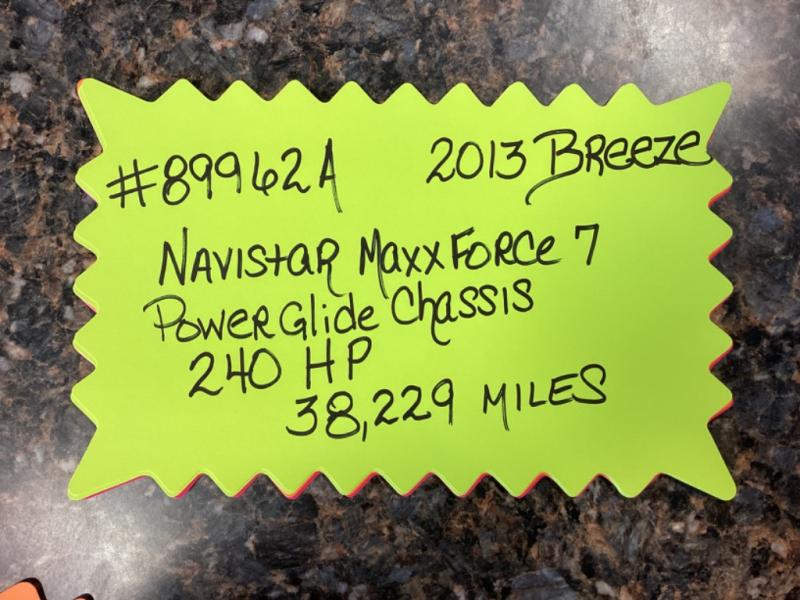 #89962A 2013 Breeze
Navistar MaxxForce 7
PowerGlide Chassis
240 HP
38,229 MILES